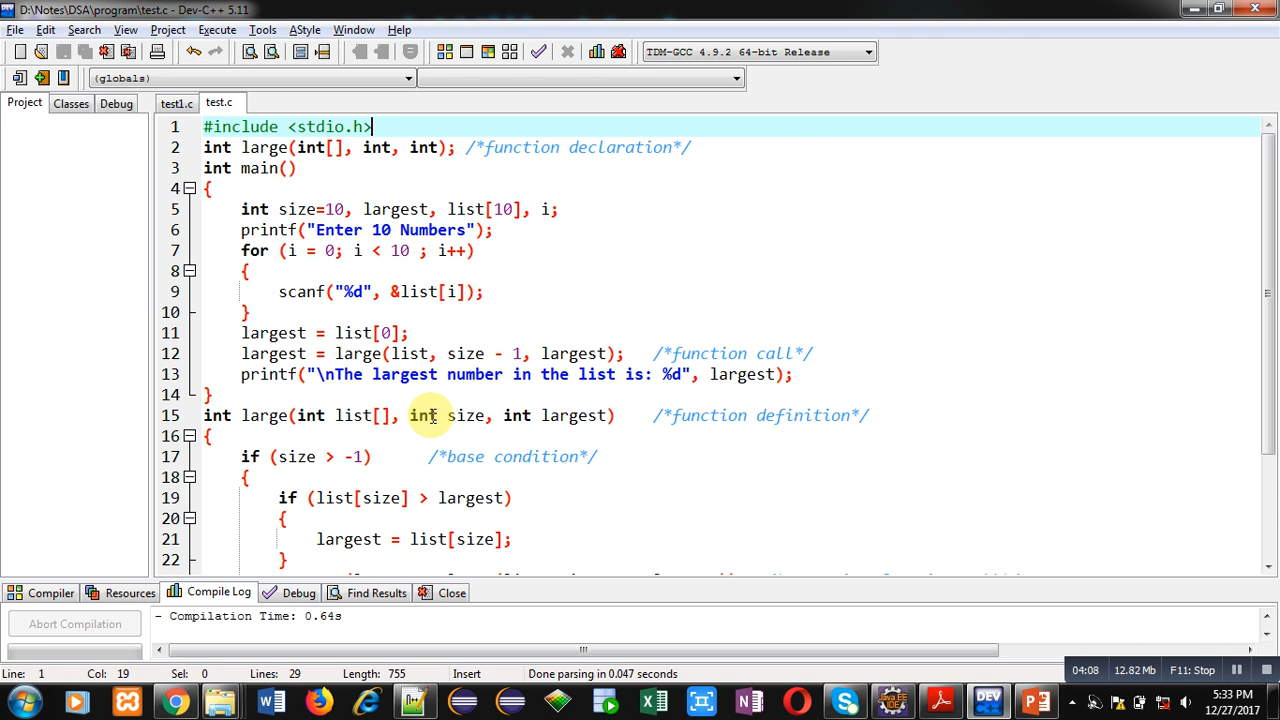 D:\Notes\DSA\program\test.c - Dev-C++ 5.11
File Edit Search View Project Execute Tools AStyle Window Help
TDM-GCC 4.9.2 64-bit Release
(globals)
Project Classes Debug test1.c test.c
1 #include <stdio.h>
2 int large(int[], int, int); /*function declaration*/
3 int main()
4 {
5 int size=10, largest, list[10], i;
6 printf("Enter 10 Numbers");
7 for (i = 0; i < 10 ; i++)
8 {
9 scanf("%d", &list[i]);
10 }
11 largest = list[0];
12 largest = large(list, size - 1, largest); /*function call*/
13 printf("\nThe largest number in the list is: %d", largest);
14 }
15 int large(int list[], int size, int largest) /*function definition*/
16 {
17 if (size > -1) /*base condition*/
18 {
19 if (list[size] > largest)
20 {
21 largest = list[size];
22 }
Compiler Resources Compile Log Debug Find Results Close
Abort Compilation
- Compilation Time: 0.64s
Line: 1 Col: 19 Sel: 0 Lines: 29 Length: 755 Insert Done parsing in 0.047 seconds
04:08 12.82 Mb F11: Stop
5:33 PM
12/27/2017